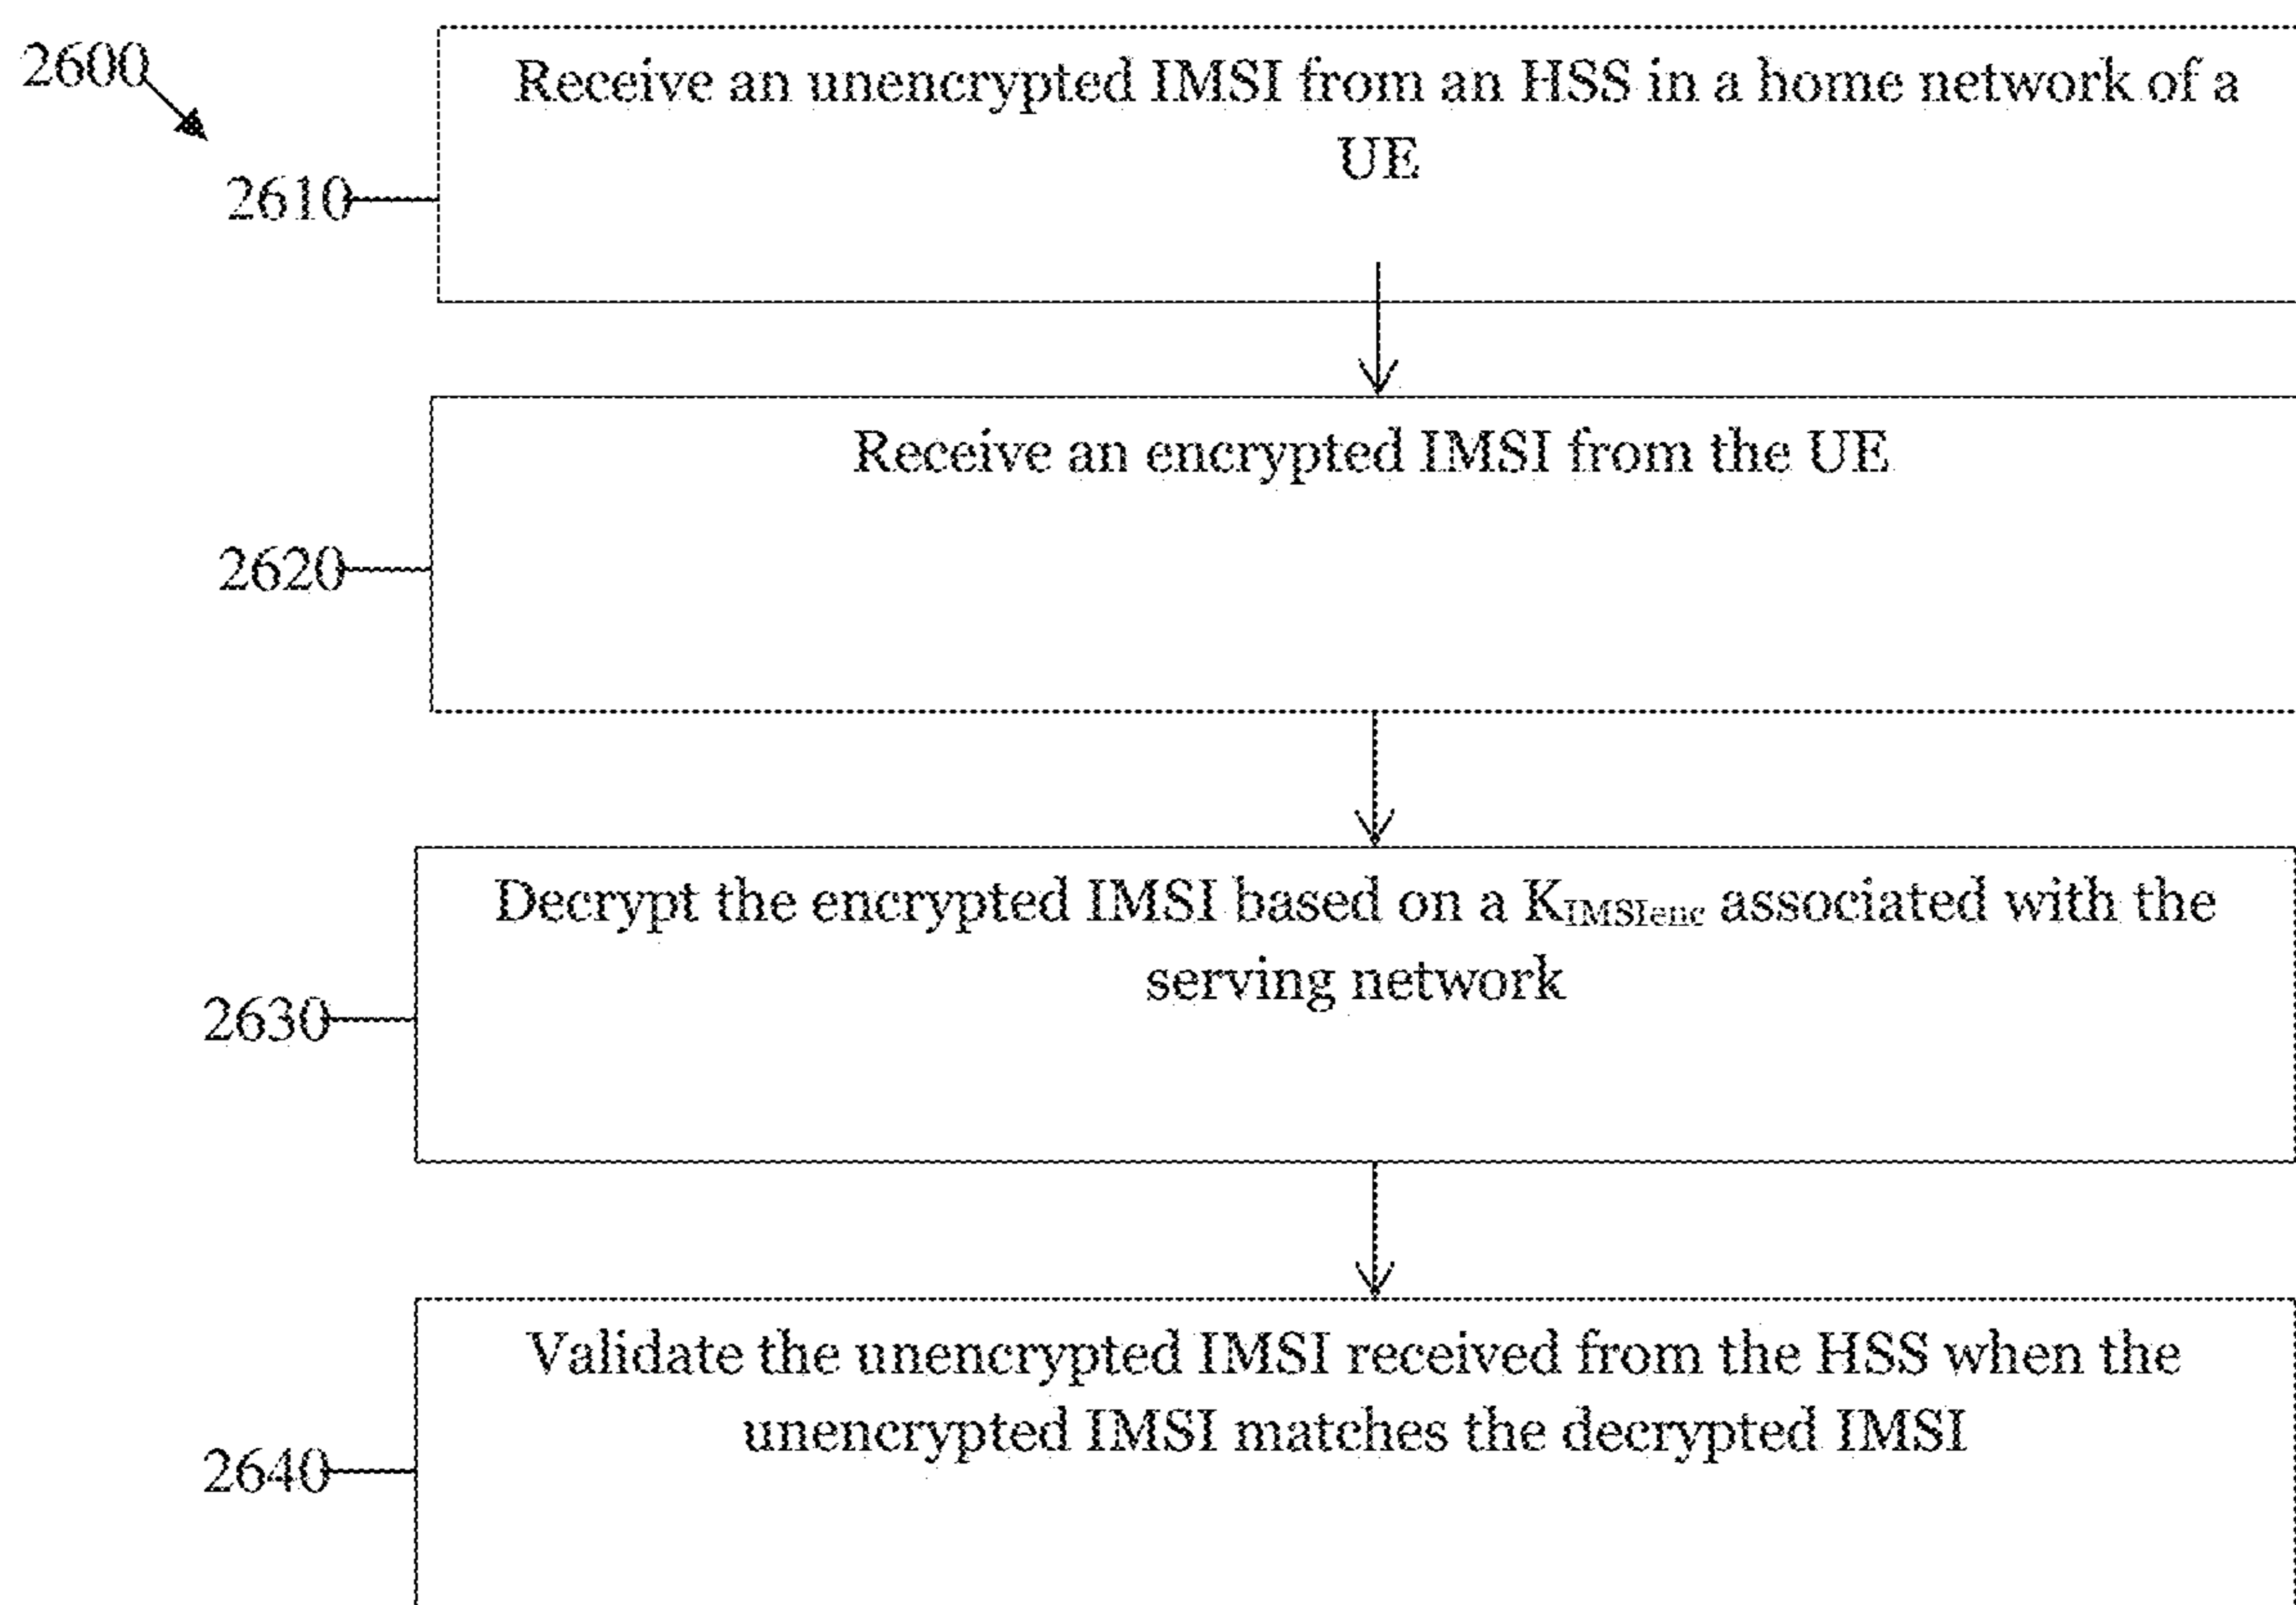 2600
Receive an unencrypted IMSI from an HSS in a home network of a
UE
2610
Receive an encrypted IMSI from the UE
2620
Decrypt the encrypted IMSI based on a K_IMSIenc associated with the
serving network
2630
Validate the unencrypted IMSI received from the HSS when the
unencrypted IMSI matches the decrypted IMSI
2640